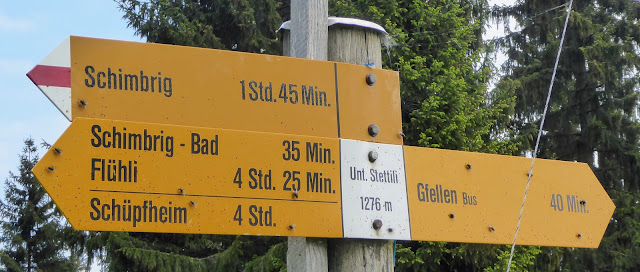 Schimbrig 1 Std. 45 Min.
Schimbrig - Bad 35 Min.
Flühli 4 Std. 25 Min.
Schüpfheim 4 Std.
Unt. Stettili
1276 m
Gfellen Bus 40 Min.